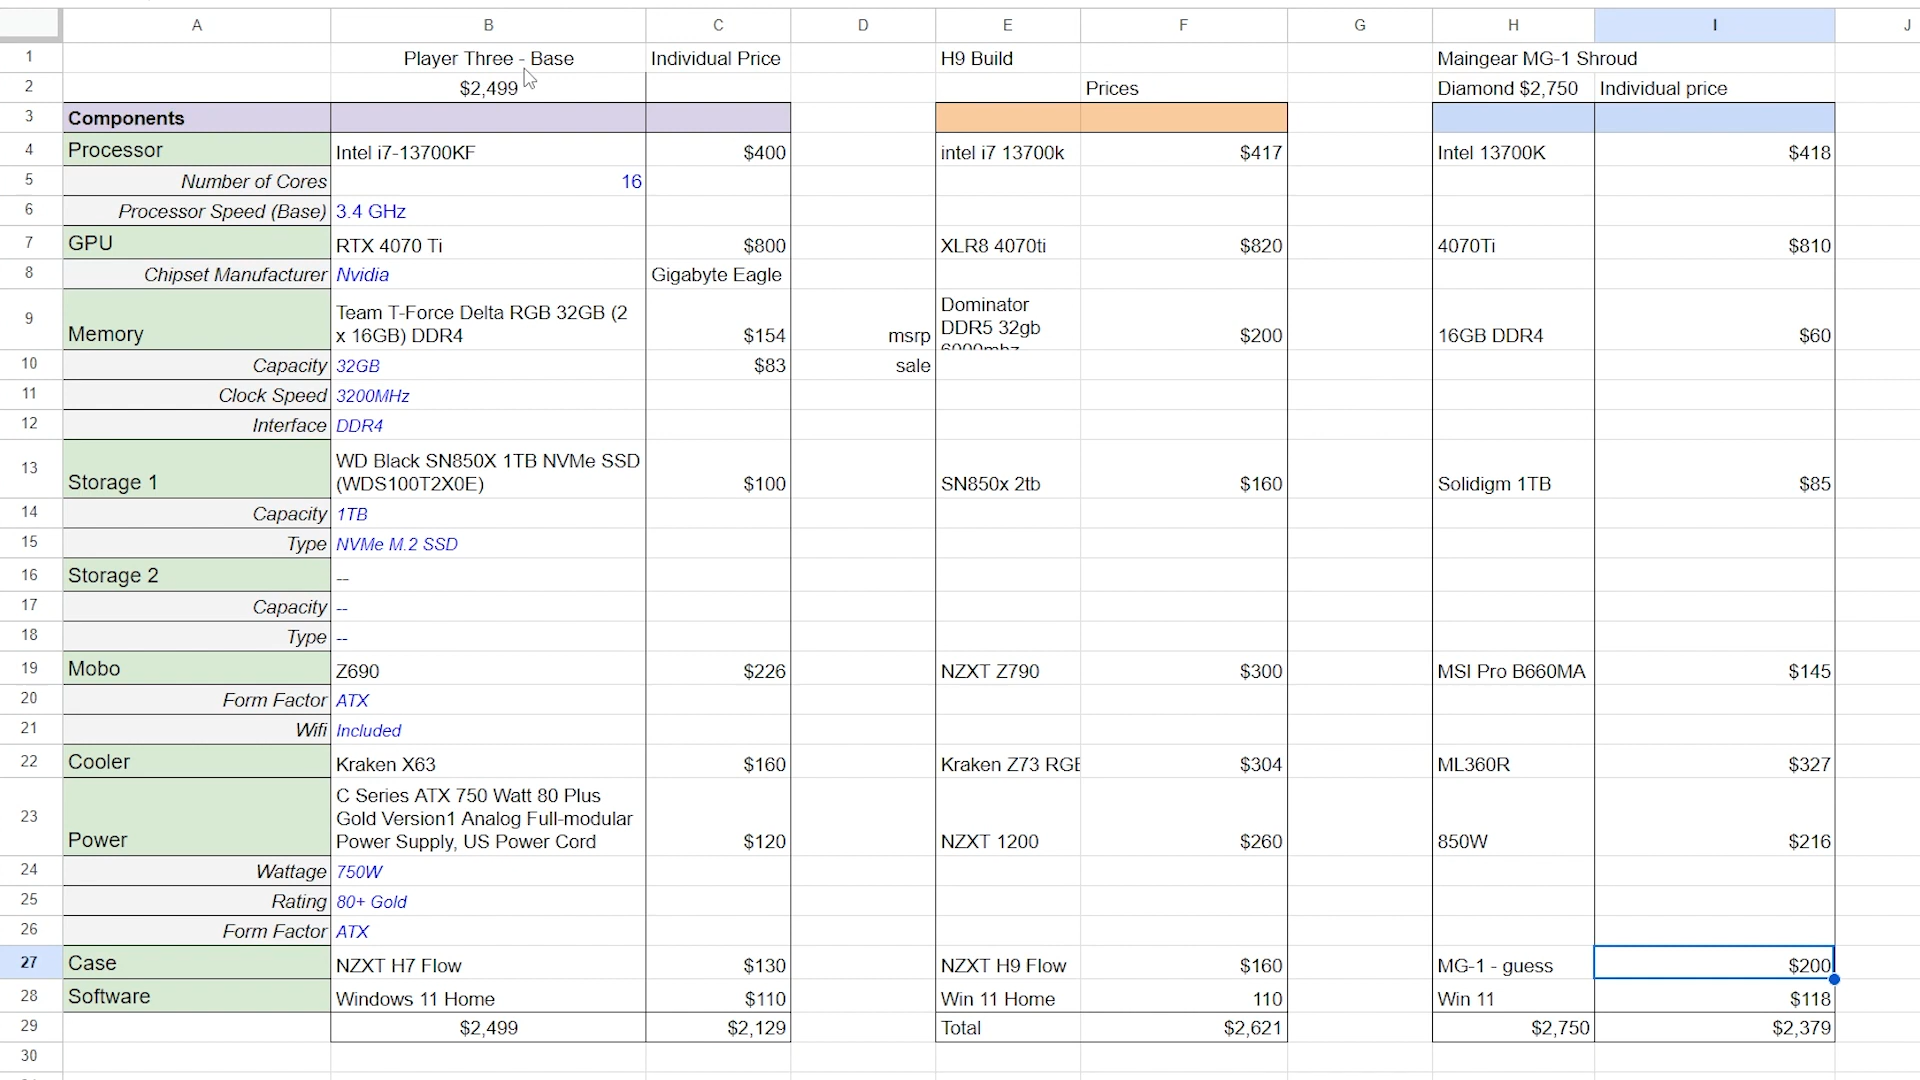 A B C D E F G H I J
1 Player Three - Base Individual Price H9 Build Maingear MG-1 Shroud
2 $2,499 Prices Diamond $2,750 Individual price
3 Components
4 Processor Intel i7-13700KF $400 intel i7 13700k $417 Intel 13700K $418
5 Number of Cores 16
6 Processor Speed (Base) 3.4 GHz
7 GPU RTX 4070 Ti $800 XLR8 4070ti $820 4070Ti $810
8 Chipset Manufacturer Nvidia Gigabyte Eagle
Dominator
9 Team T-Force Delta RGB 32GB (2 DDR5 32gb
Memory x 16GB) DDR4 $154 msrp 6000mhz $200 16GB DDR4 $60
10 Capacity 32GB $83 sale
11 Clock Speed 3200MHz
12 Interface DDR4
13 WD Black SN850X 1TB NVMe SSD
Storage 1 (WDS100T2X0E) $100 SN850x 2tb $160 Solidigm 1TB $85
14 Capacity 1TB
15 Type NVMe M.2 SSD
16 Storage 2 --
17 Capacity --
18 Type --
19 Mobo Z690 $226 NZXT Z790 $300 MSI Pro B660MA $145
20 Form Factor ATX
21 Wifi Included
22 Cooler Kraken X63 $160 Kraken Z73 RGB $304 ML360R $327
C Series ATX 750 Watt 80 Plus
23 Gold Version1 Analog Full-modular
Power Power Supply, US Power Cord $120 NZXT 1200 $260 850W $216
24 Wattage 750W
25 Rating 80+ Gold
26 Form Factor ATX
27 Case NZXT H7 Flow $130 NZXT H9 Flow $160 MG-1 - guess $200
28 Software Windows 11 Home $110 Win 11 Home 110 Win 11 $118
29 $2,499 $2,129 Total $2,621 $2,750 $2,379
30